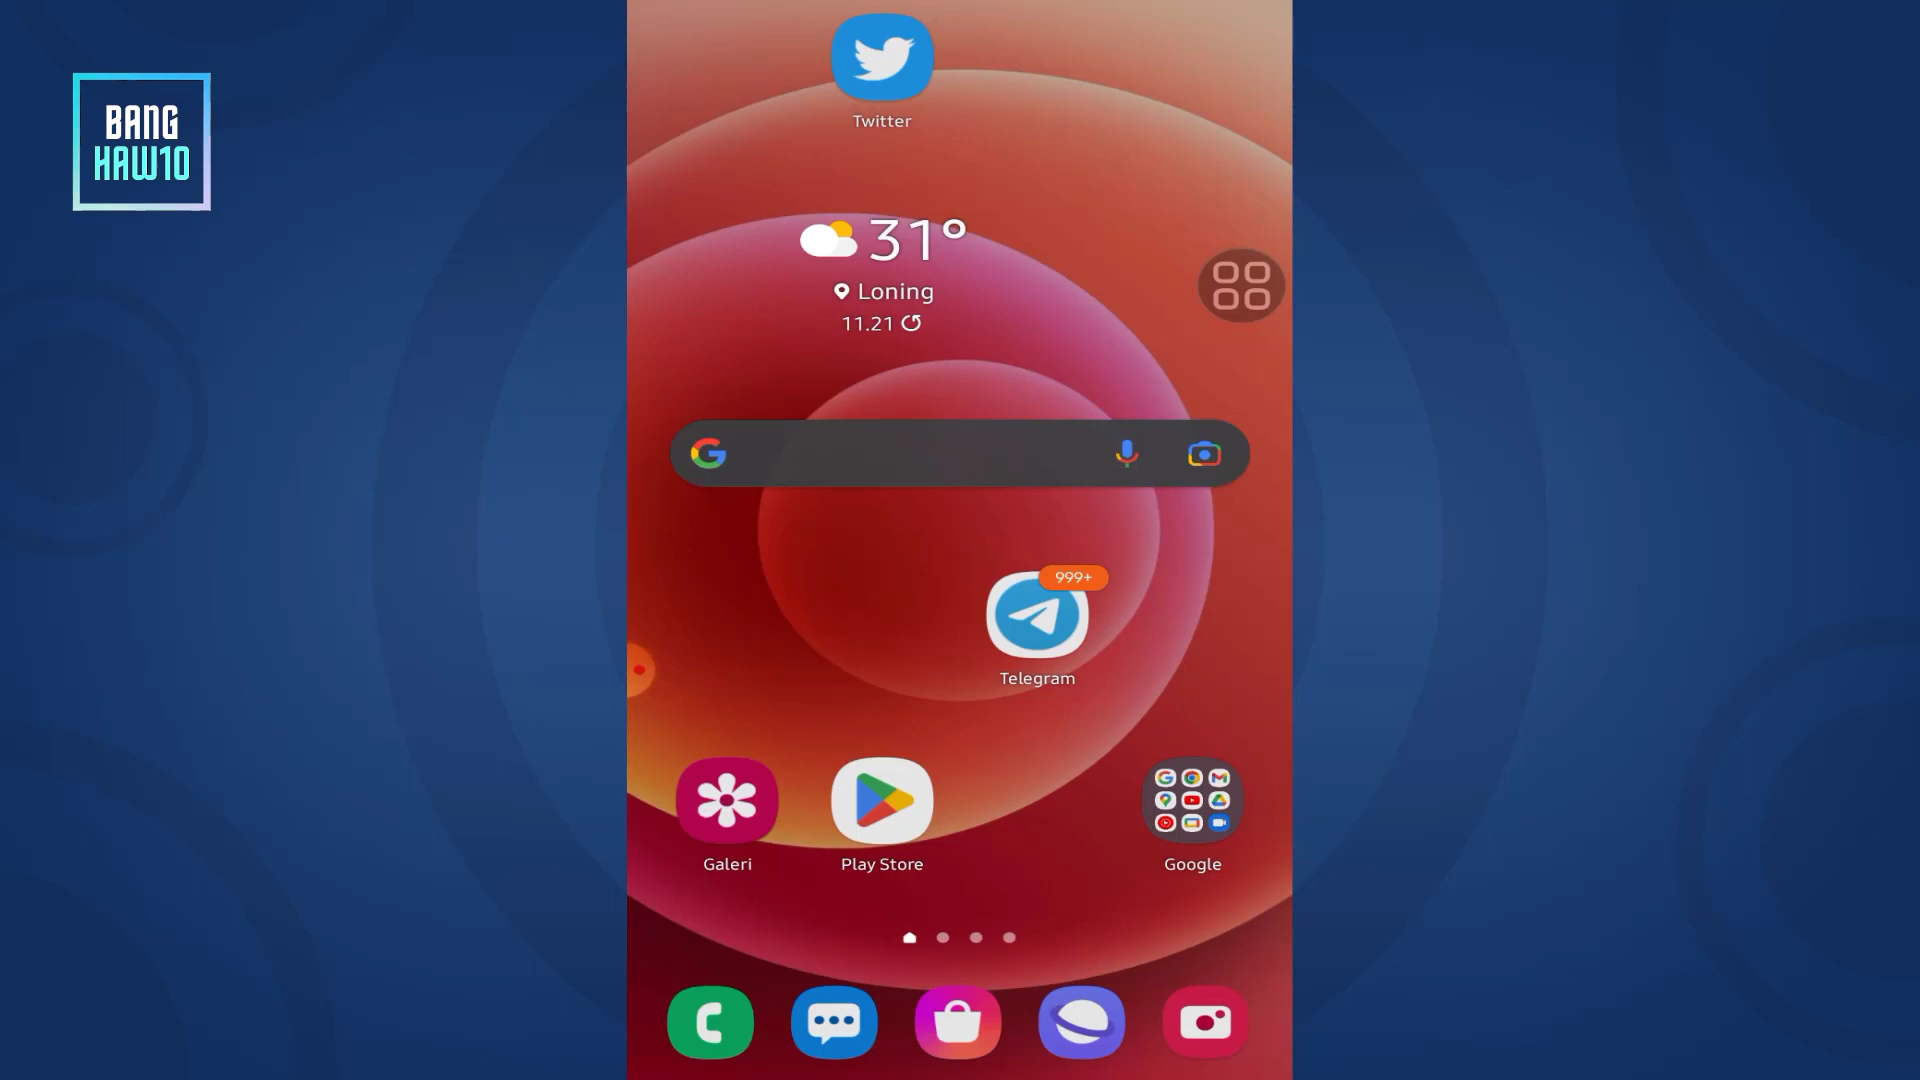 BANG
HAW10
Twitter
31°
Loning
11.21
999+
Telegram
Galeri
Play Store
Google